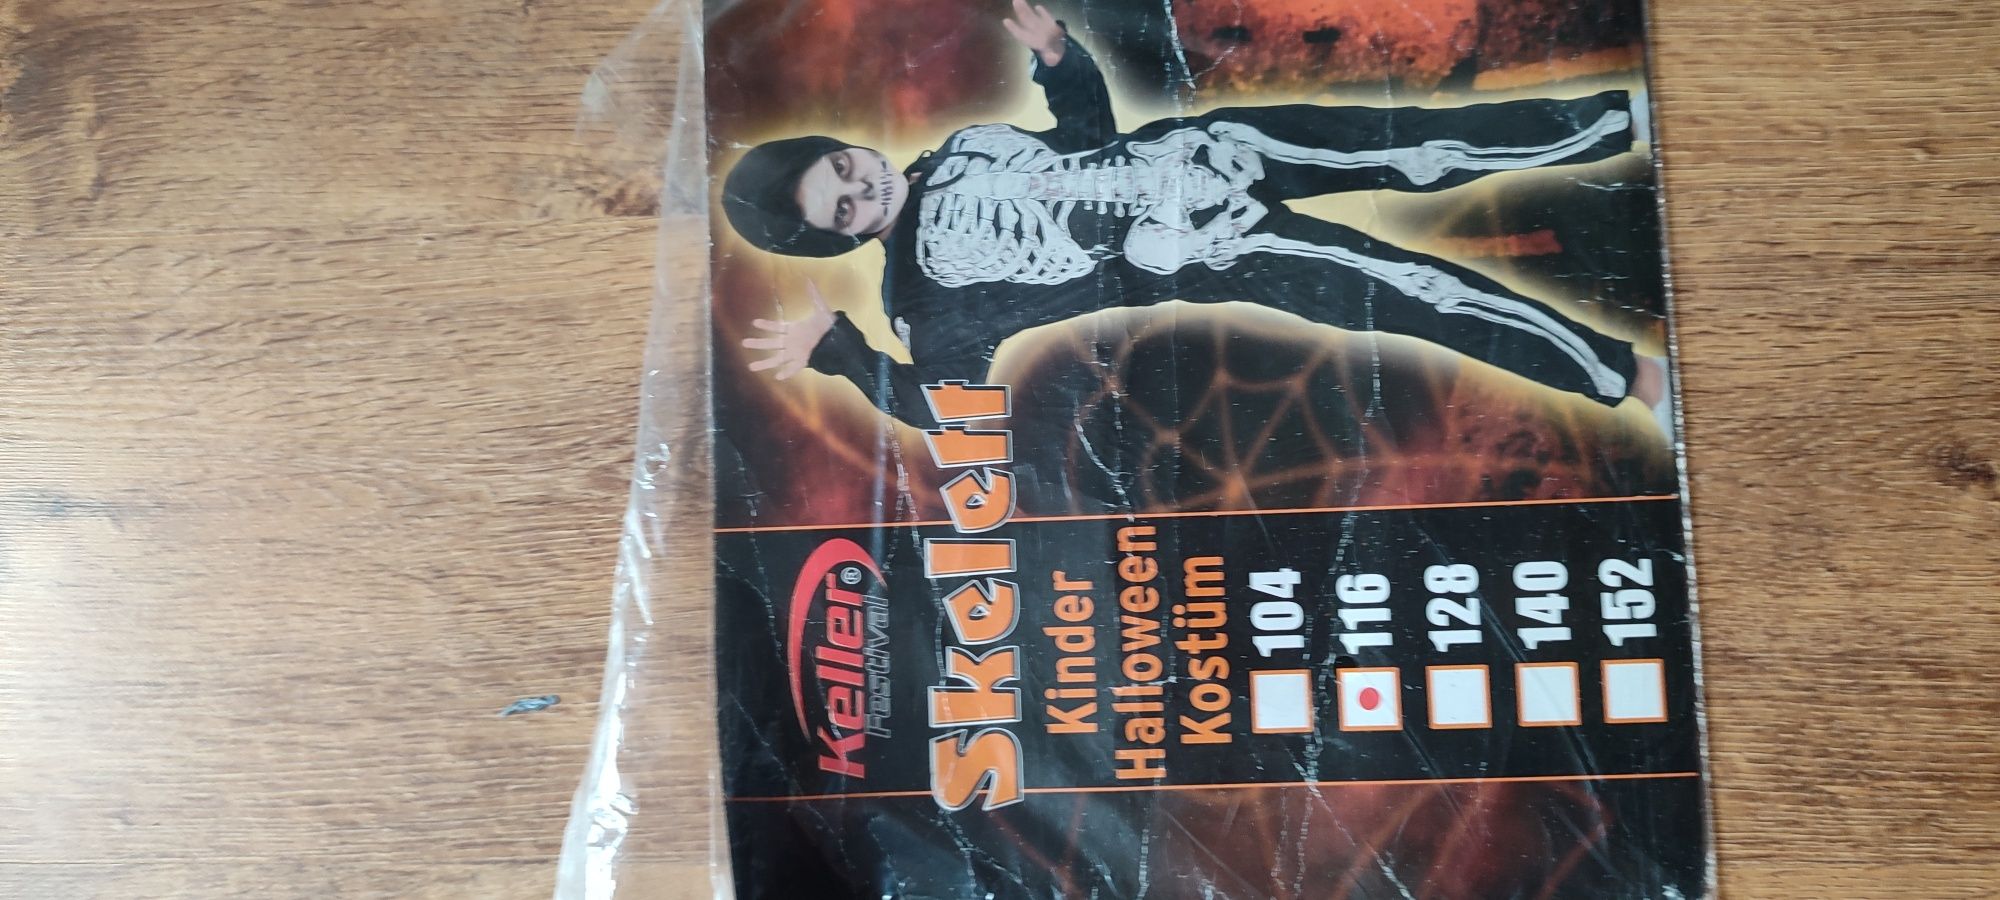 Keller®
Festival
Skelett
Kinder
Halloween
Kostüm
104
116
128
140
152